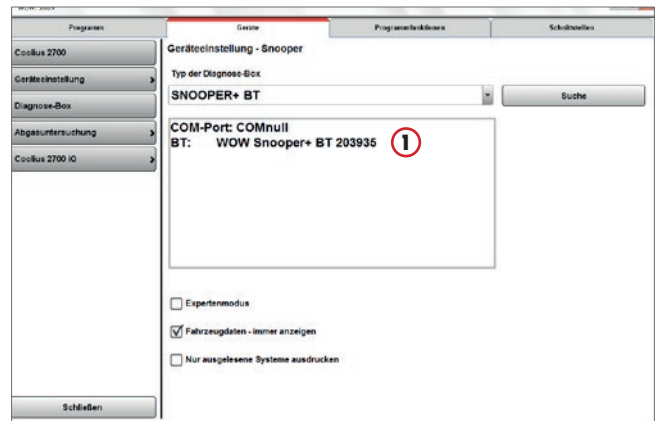 Programm
Geräte
Programmfunktionen
Schnittstellen
Coolius 2700
Geräteeinstellung
Diagnose-Box
Abgasuntersuchung
Coolius 2700 iQ
Schließen
Geräteeinstellung - Snooper
Typ der Diagnose-Box
SNOOPER+ BT
Suche
COM-Port: COMnull
BT: WOW Snooper+ BT 203935
1
Expertenmodus
Fahrzeugdaten - immer anzeigen
Nur ausgelesene Systeme ausdrucken